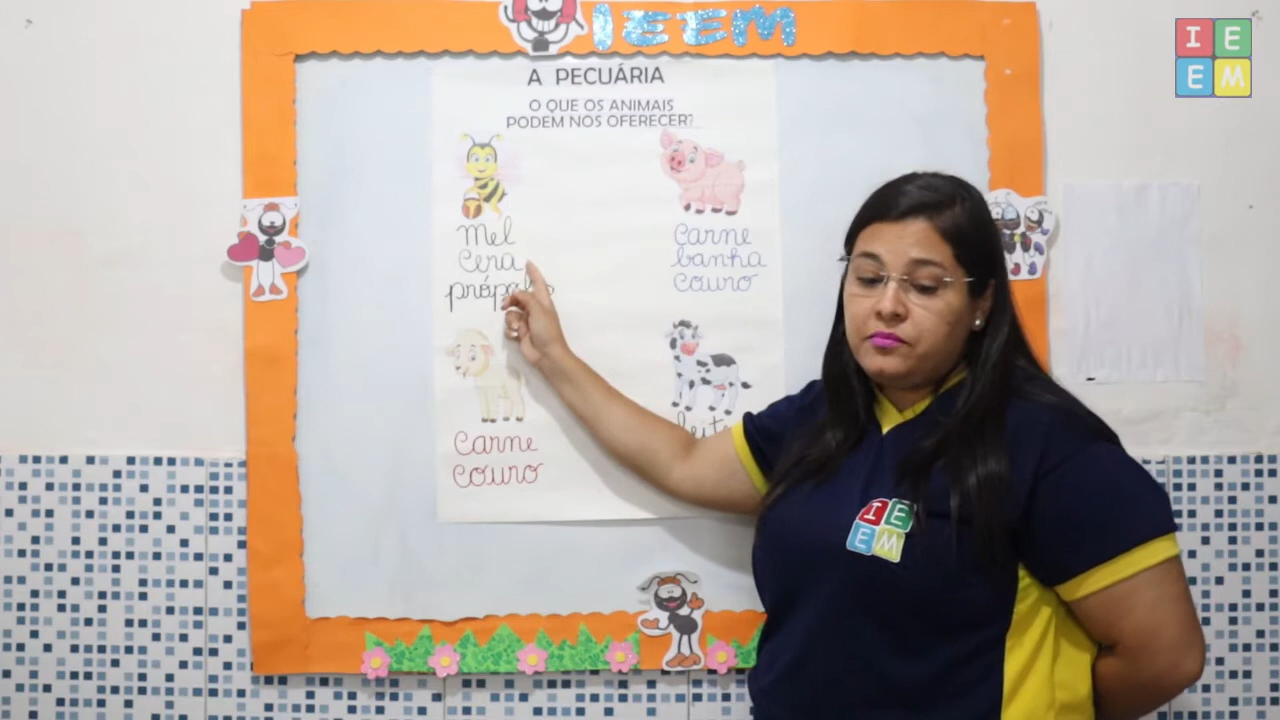 IEEM
I E
E M
A PECUÁRIA
O QUE OS ANIMAIS
PODEM NOS OFERECER?
Mel
Cera
Carne
banha
couro
Carne
couro
I E
E M